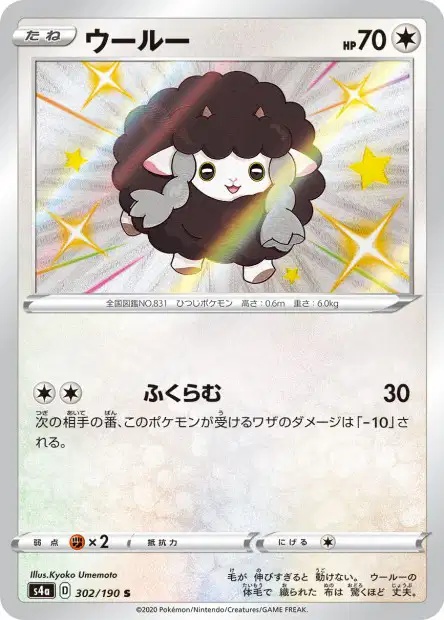 たね ウールー HP70
全国図鑑NO.831 ひつじポケモン 高さ:0.6m 重さ:6.0kg
ふくらむ 30
次の相手の番、このポケモンが受けるワザのダメージは「-10」さ
れる。
弱点 ×2 抵抗力 にげる
Illus.Kyoko Umemoto
s4a D 302/190 S
毛が 伸びすぎると 動けない。 ウールーの
体毛で 織られた 布は 驚くほど 丈夫。
©2020 Pokémon/Nintendo/Creatures/GAME FREAK.